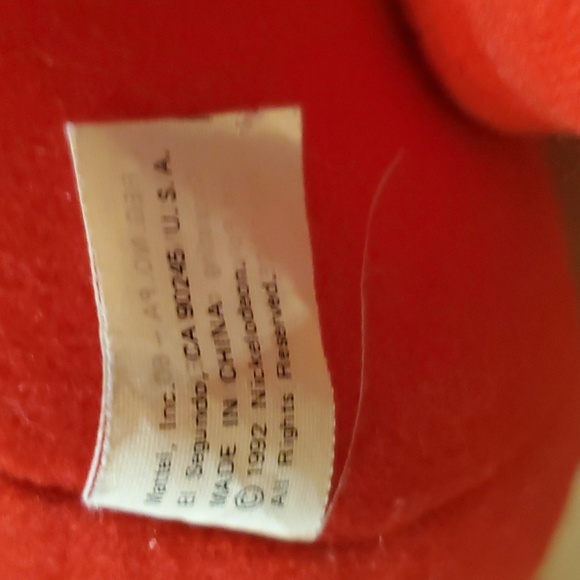 Mattel, Inc.
El Segundo, CA 90245 U.S.A.
MADE IN CHINA
© 1992 Nickelodeon.
All Rights Reserved.